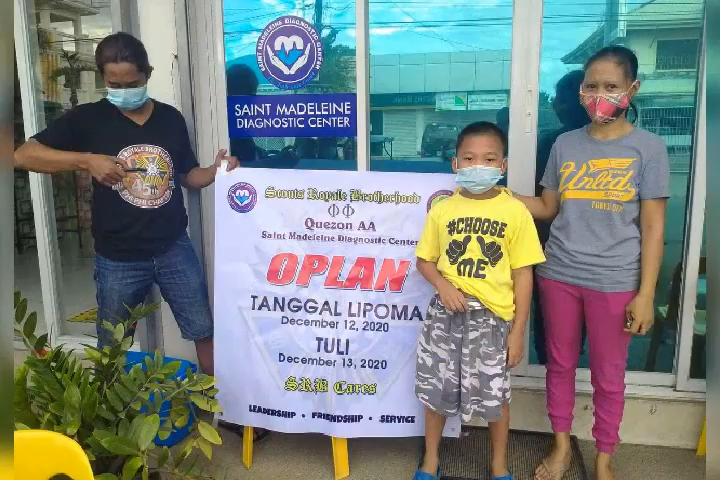 SAINT MADELEINE DIAGNOSTIC CENTER
SAINT MADELEINE
DIAGNOSTIC CENTER
Scouts Royale Brotherhood
ΦΦ
Quezon AA
Saint Madeleine Diagnostic Center
OPLAN
TANGGAL LIPOMA
December 12, 2020
TULI
December 13, 2020
SRB Cares
LEADERSHIP • FRIENDSHIP • SERVICE
#CHOOSE
ME
Unltd